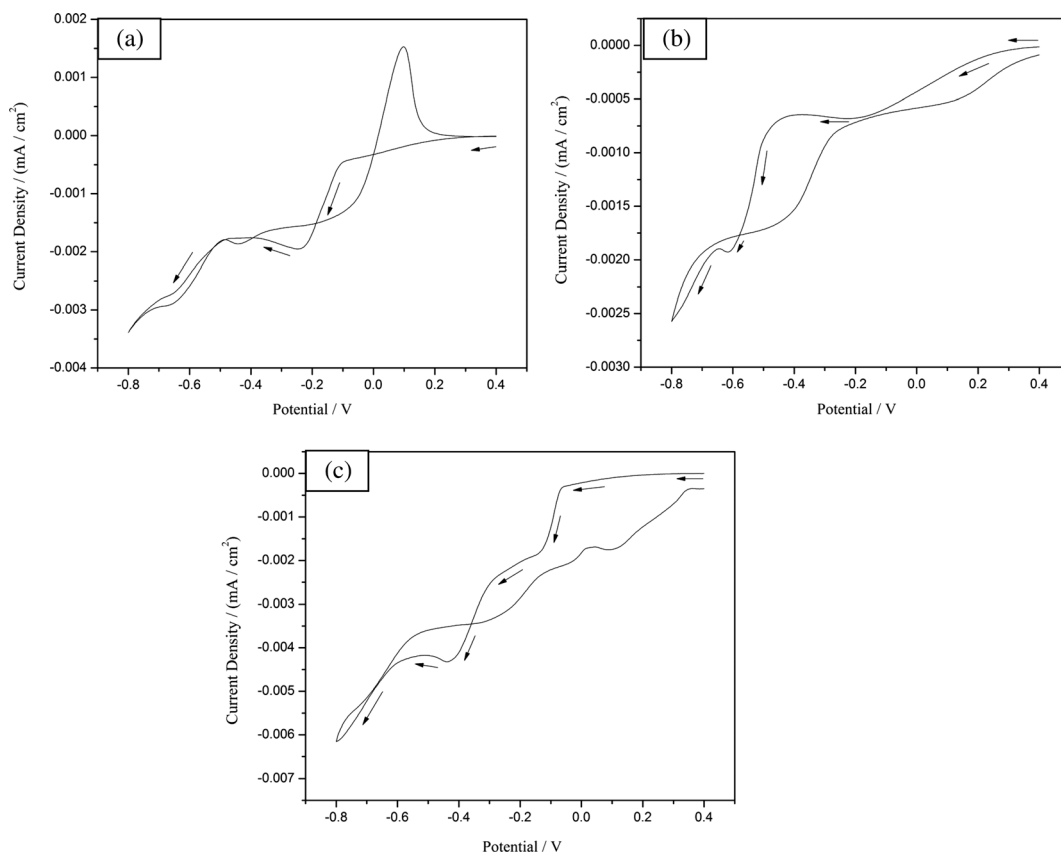 (a)
0.002
0.001
0.000
-0.001
-0.002
-0.003
-0.004
Current Density / (mA / cm²)
-0.8 -0.6 -0.4 -0.2 0.0 0.2 0.4
Potential / V
(b)
0.0000
-0.0005
-0.0010
-0.0015
-0.0020
-0.0025
-0.0030
Current Density / (mA / cm²)
-0.8 -0.6 -0.4 -0.2 0.0 0.2 0.4
Potential / V
(c)
0.000
-0.001
-0.002
-0.003
-0.004
-0.005
-0.006
-0.007
Current Density / (mA / cm²)
-0.8 -0.6 -0.4 -0.2 0.0 0.2 0.4
Potential / V